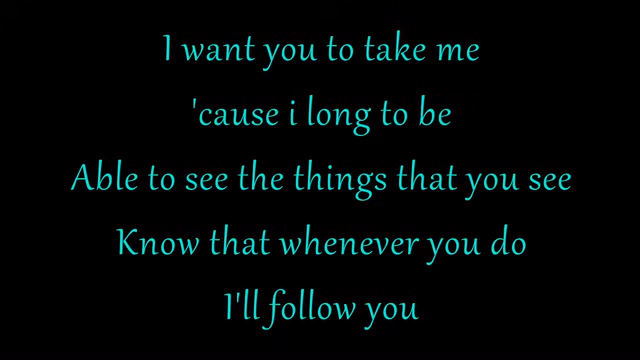 I want you to take me
'cause i long to be
Able to see the things that you see
Know that whenever you do
I'll follow you